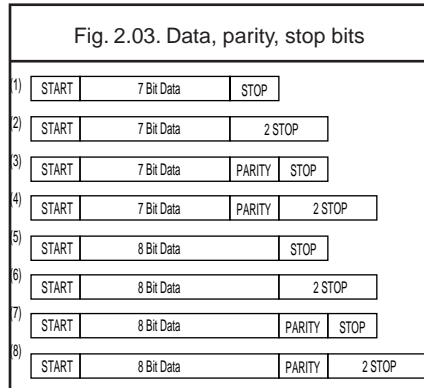 Fig. 2.03. Data, parity, stop bits
(1) START 7 Bit Data STOP
(2) START 7 Bit Data 2 STOP
(3) START 7 Bit Data PARITY STOP
(4) START 7 Bit Data PARITY 2 STOP
(5) START 8 Bit Data STOP
(6) START 8 Bit Data 2 STOP
(7) START 8 Bit Data PARITY STOP
(8) START 8 Bit Data PARITY 2 STOP